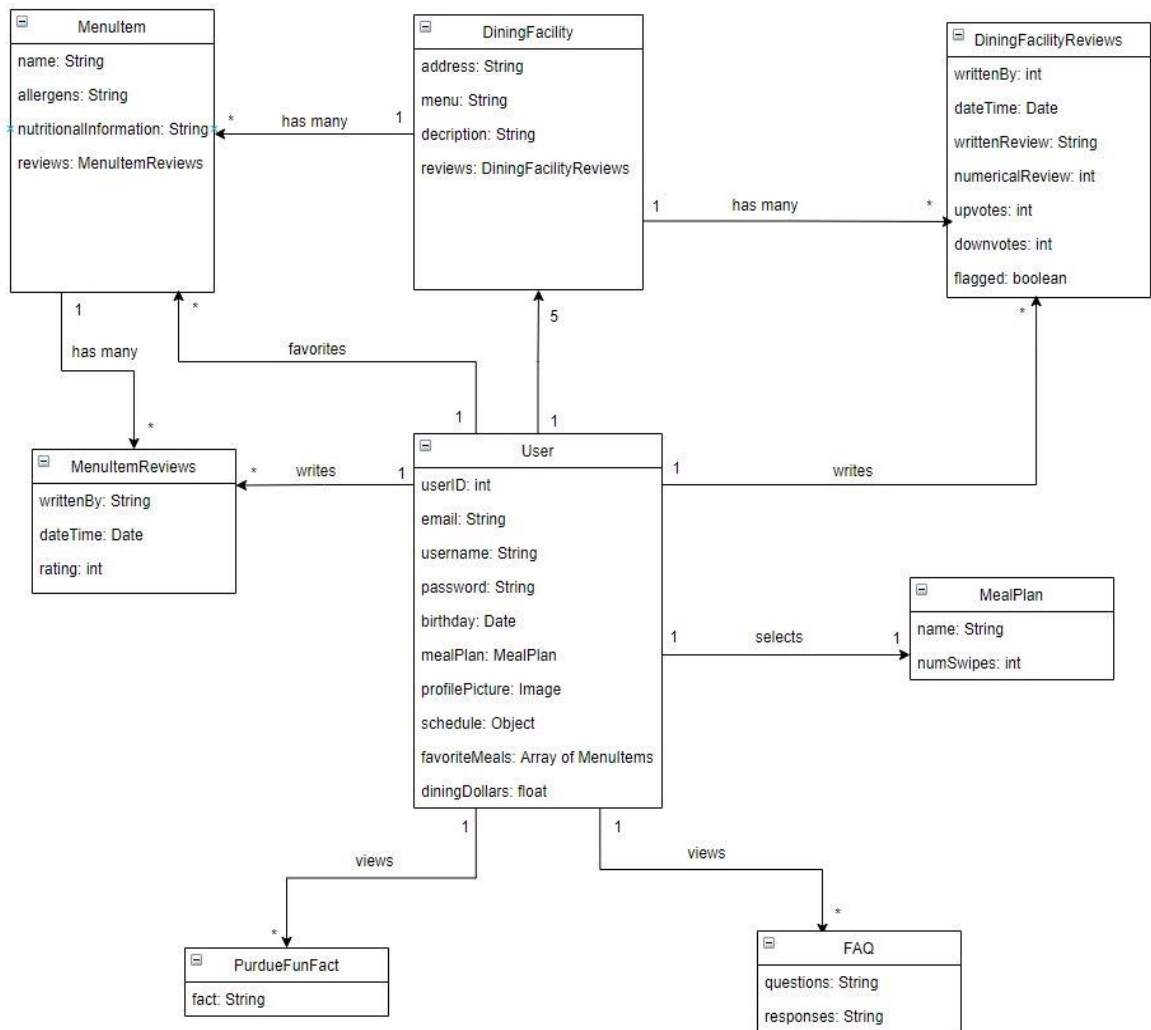 MenuItem
name: String
allergens: String
nutritionalInformation: String
reviews: MenuItemReviews
DiningFacility
address: String
menu: String
decription: String
reviews: DiningFacilityReviews
DiningFacilityReviews
writtenBy: int
dateTime: Date
writtenReview: String
numericalReview: int
upvotes: int
downvotes: int
flagged: boolean
* has many 1
1 has many *
1
has many
*
*
favorites
1
5
1
*
MenuItemReviews
writtenBy: String
dateTime: Date
rating: int
* writes 1
User
userID: int
email: String
username: String
password: String
birthday: Date
mealPlan: MealPlan
profilePicture: Image
schedule: Object
favoriteMeals: Array of MenuItems
diningDollars: float
1 writes
1 selects 1
MealPlan
name: String
numSwipes: int
1
views
*
1
views
*
PurdueFunFact
fact: String
FAQ
questions: String
responses: String